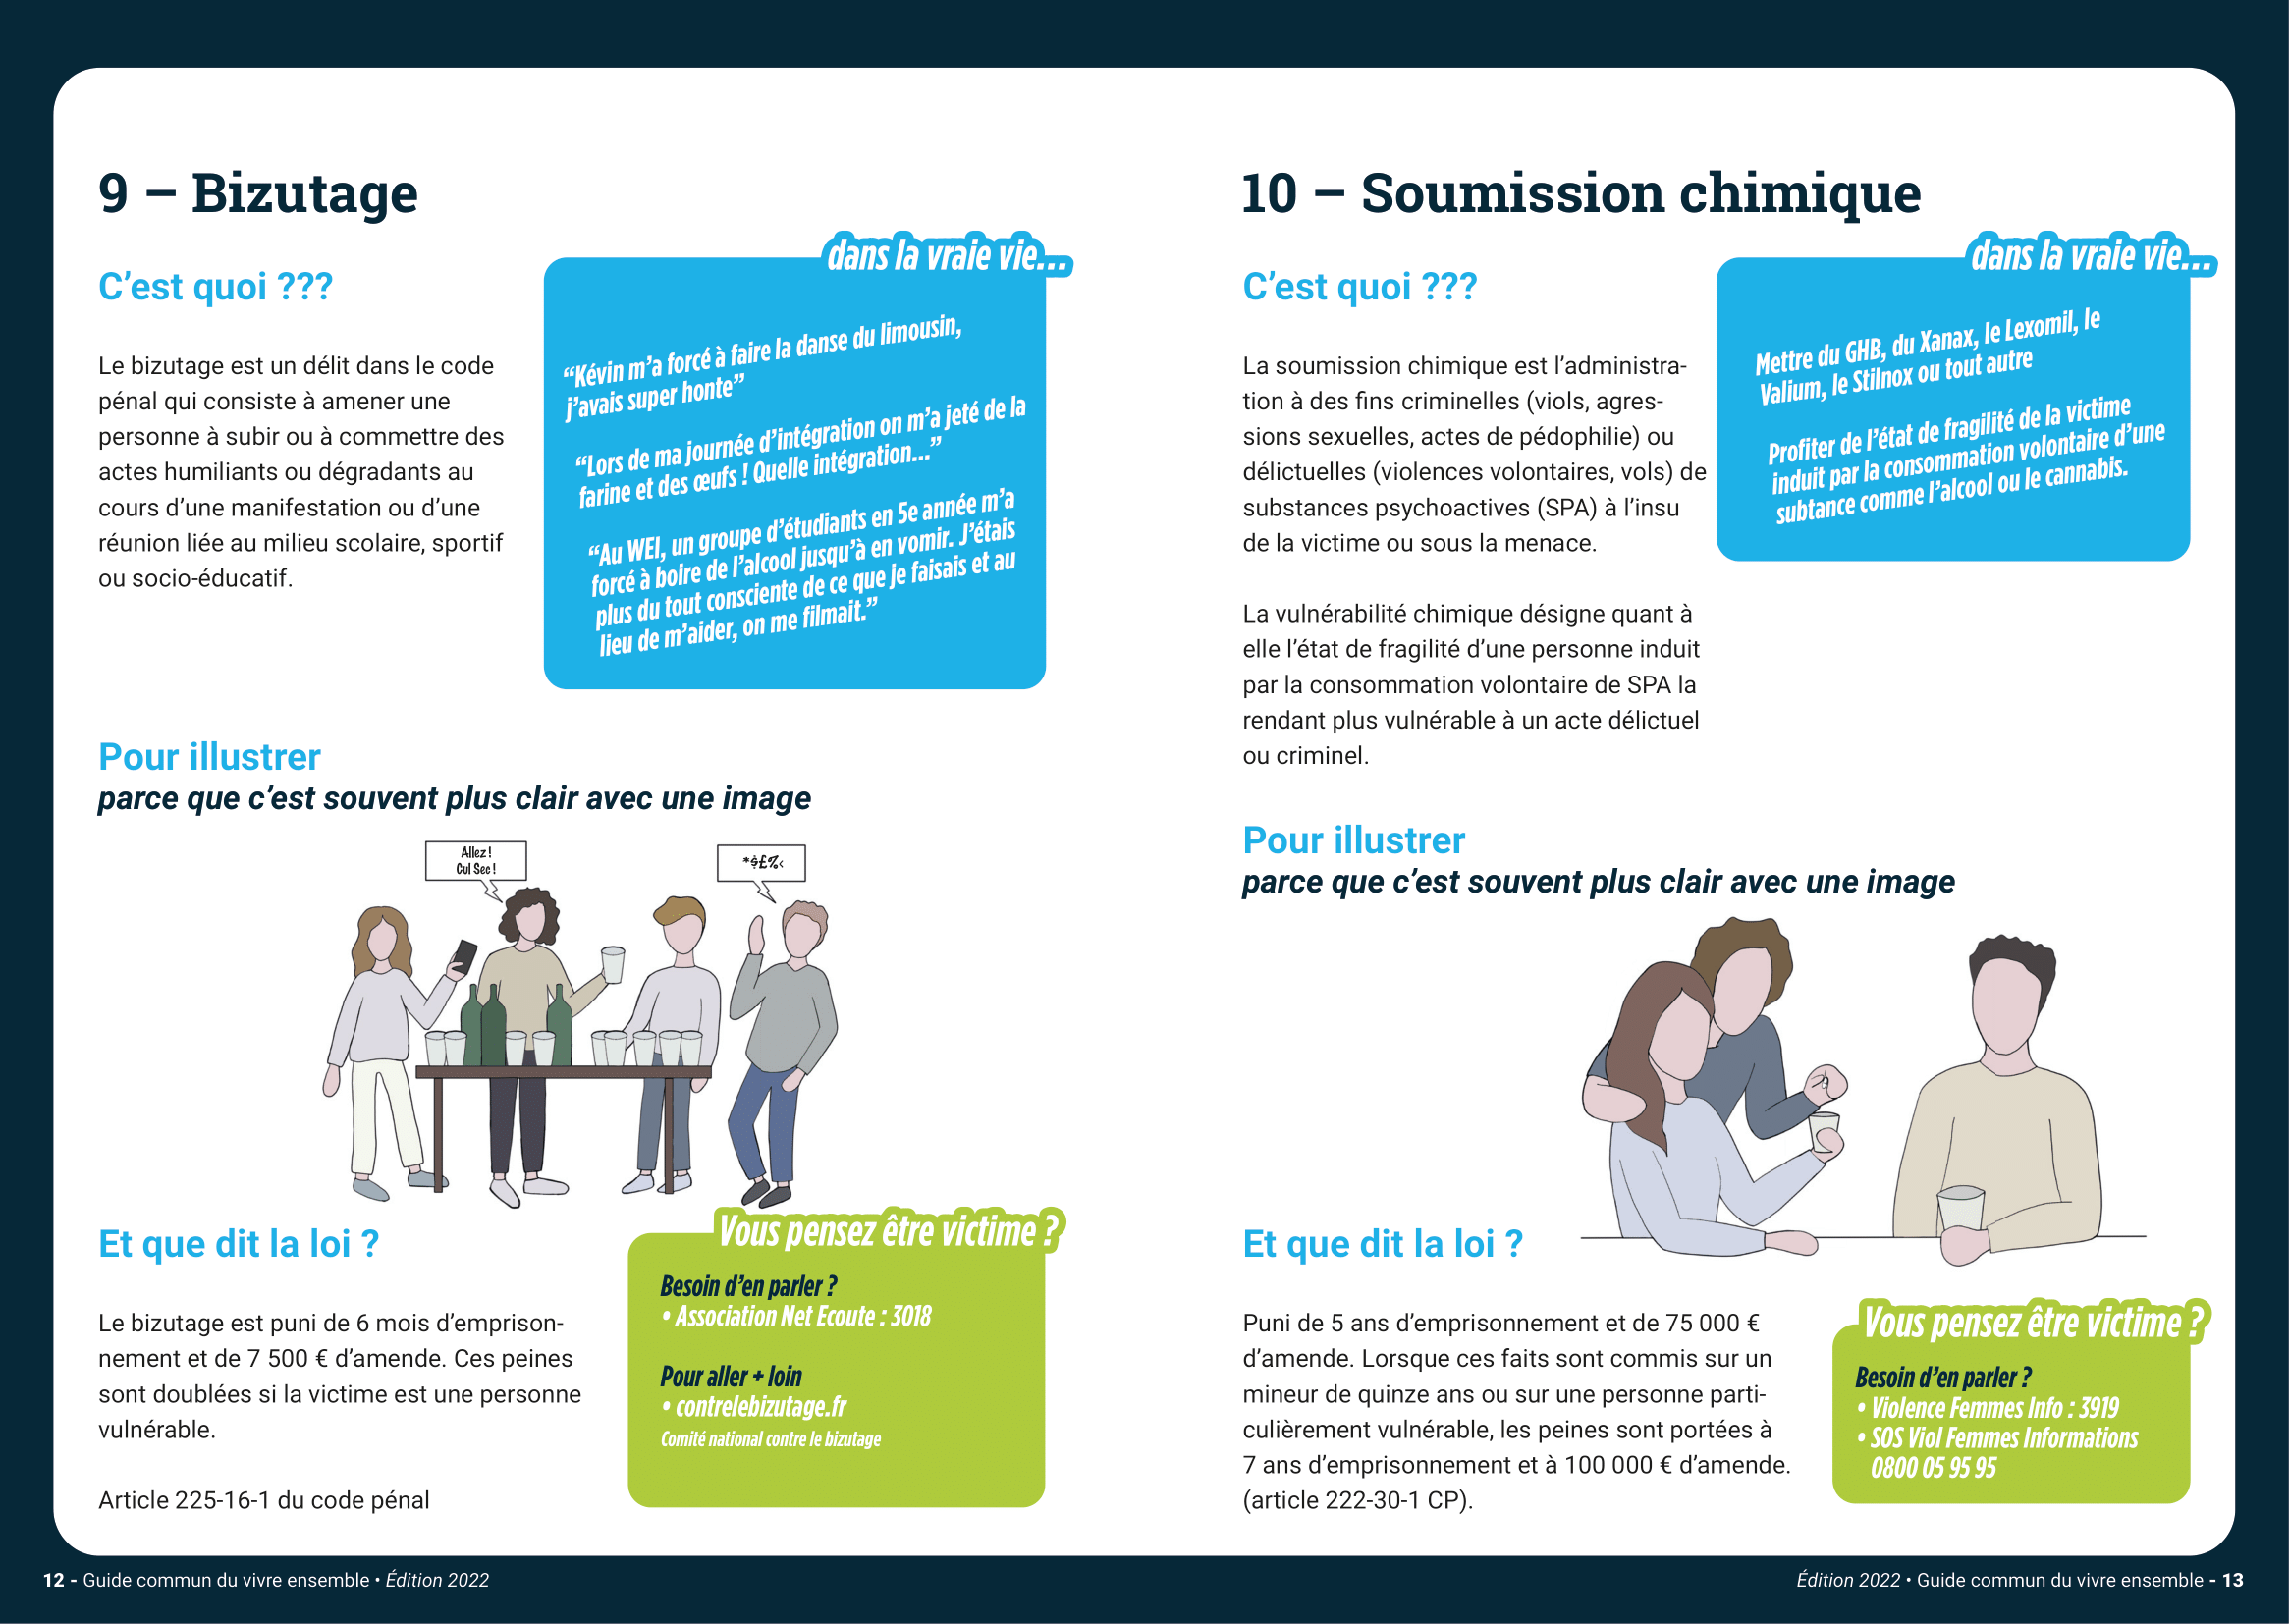 9 – Bizutage
C’est quoi ???
Le bizutage est un délit dans le code
pénal qui consiste à amener une
personne à subir ou à commettre des
actes humiliants ou dégradants au
cours d’une manifestation ou d’une
réunion liée au milieu scolaire, sportif
ou socio-éducatif.
dans la vraie vie...
“Kévin m’a forcé à faire la danse du limousin,
j’avais super honte”
“Lors de ma journée d’intégration on m’a jeté de la
farine et des œufs ! Quelle intégration...”
“Au WEI, un groupe d’étudiants en 5e année m’a
forcé à boire de l’alcool jusqu’à en vomir. J’étais
plus du tout consciente de ce que je faisais et au
lieu de m’aider, on me filmait.”
Pour illustrer
parce que c’est souvent plus clair avec une image
Allez !
Cul Sec !
*$£%‹
Et que dit la loi ?
Le bizutage est puni de 6 mois d’emprison-
nement et de 7 500 € d’amende. Ces peines
sont doublées si la victime est une personne
vulnérable.
Article 225-16-1 du code pénal
Vous pensez être victime ?
Besoin d’en parler ?
• Association Net Ecoute : 3018
Pour aller + loin
• contrelebizutage.fr
Comité national contre le bizutage
12 - Guide commun du vivre ensemble • Édition 2022
10 – Soumission chimique
C’est quoi ???
La soumission chimique est l’administra-
tion à des fins criminelles (viols, agres-
sions sexuelles, actes de pédophilie) ou
délictuelles (violences volontaires, vols) de
substances psychoactives (SPA) à l’insu
de la victime ou sous la menace.
La vulnérabilité chimique désigne quant à
elle l’état de fragilité d’une personne induit
par la consommation volontaire de SPA la
rendant plus vulnérable à un acte délictuel
ou criminel.
dans la vraie vie...
Mettre du GHB, du Xanax, le Lexomil, le
Valium, le Stilnox ou tout autre
Profiter de l’état de fragilité de la victime
induit par la consommation volontaire d’une
subtance comme l’alcool ou le cannabis.
Pour illustrer
parce que c’est souvent plus clair avec une image
Et que dit la loi ?
Puni de 5 ans d’emprisonnement et de 75 000 €
d’amende. Lorsque ces faits sont commis sur un
mineur de quinze ans ou sur une personne parti-
culièrement vulnérable, les peines sont portées à
7 ans d’emprisonnement et à 100 000 € d’amende.
(article 222-30-1 CP).
Vous pensez être victime ?
Besoin d’en parler ?
• Violence Femmes Info : 3919
• SOS Viol Femmes Informations
0800 05 95 95
Édition 2022 • Guide commun du vivre ensemble - 13